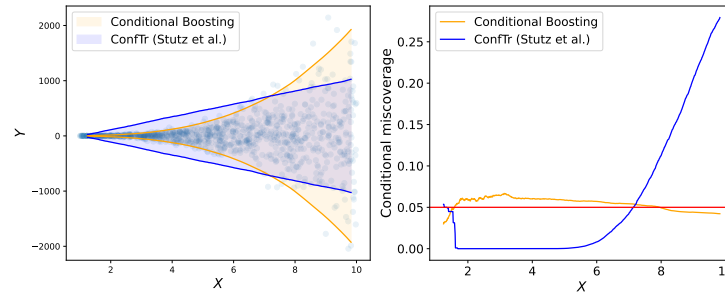 Conditional Boosting
ConfTr (Stutz et al.)
2000
1000
0
−1000
−2000
Y
2 4 6 8 10
X
Conditional Boosting
ConfTr (Stutz et al.)
0.25
0.20
0.15
0.10
0.05
0.00
Conditional miscoverage
2 4 6 8 1
X